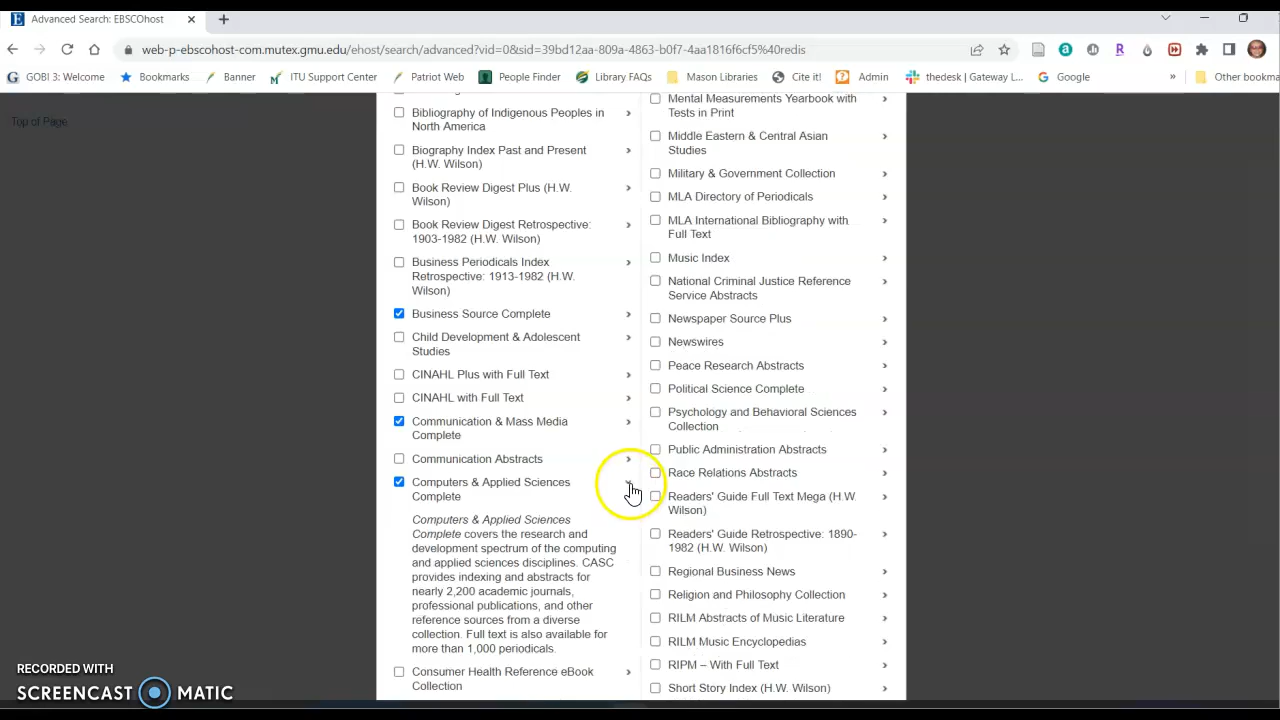 Advanced Search: EBSCOhost
web-p-ebscohost-com.mutex.gmu.edu/ehost/search/advanced?vid=0&sid=39bd12aa-809a-4863-b0f7-4aa1816f6cf5%40redis
GOBI 3: Welcome Bookmarks Banner ITU Support Center Patriot Web People Finder Library FAQs Mason Libraries Cite it! Admin thedesk | Gateway L... Google » Other bookma
Top of Page
Bibliography of Indigenous Peoples in
North America
Biography Index Past and Present
(H.W. Wilson)
Book Review Digest Plus (H.W.
Wilson)
Book Review Digest Retrospective:
1903-1982 (H.W. Wilson)
Business Periodicals Index
Retrospective: 1913-1982 (H.W.
Wilson)
Business Source Complete
Child Development & Adolescent
Studies
CINAHL Plus with Full Text
CINAHL with Full Text
Communication & Mass Media
Complete
Communication Abstracts
Computers & Applied Sciences
Complete
Computers & Applied Sciences
Complete covers the research and
development spectrum of the computing
and applied sciences disciplines. CASC
provides indexing and abstracts for
nearly 2,200 academic journals,
professional publications, and other
reference sources from a diverse
collection. Full text is also available for
more than 1,000 periodicals.
Consumer Health Reference eBook
Collection
Mental Measurements Yearbook with
Tests in Print
Middle Eastern & Central Asian
Studies
Military & Government Collection
MLA Directory of Periodicals
MLA International Bibliography with
Full Text
Music Index
National Criminal Justice Reference
Service Abstracts
Newspaper Source Plus
Newswires
Peace Research Abstracts
Political Science Complete
Psychology and Behavioral Sciences
Collection
Public Administration Abstracts
Race Relations Abstracts
Readers' Guide Full Text Mega (H.W.
Wilson)
Readers' Guide Retrospective: 1890-
1982 (H.W. Wilson)
Regional Business News
Religion and Philosophy Collection
RILM Abstracts of Music Literature
RILM Music Encyclopedias
RIPM – With Full Text
Short Story Index (H.W. Wilson)
RECORDED WITH
SCREENCAST MATIC